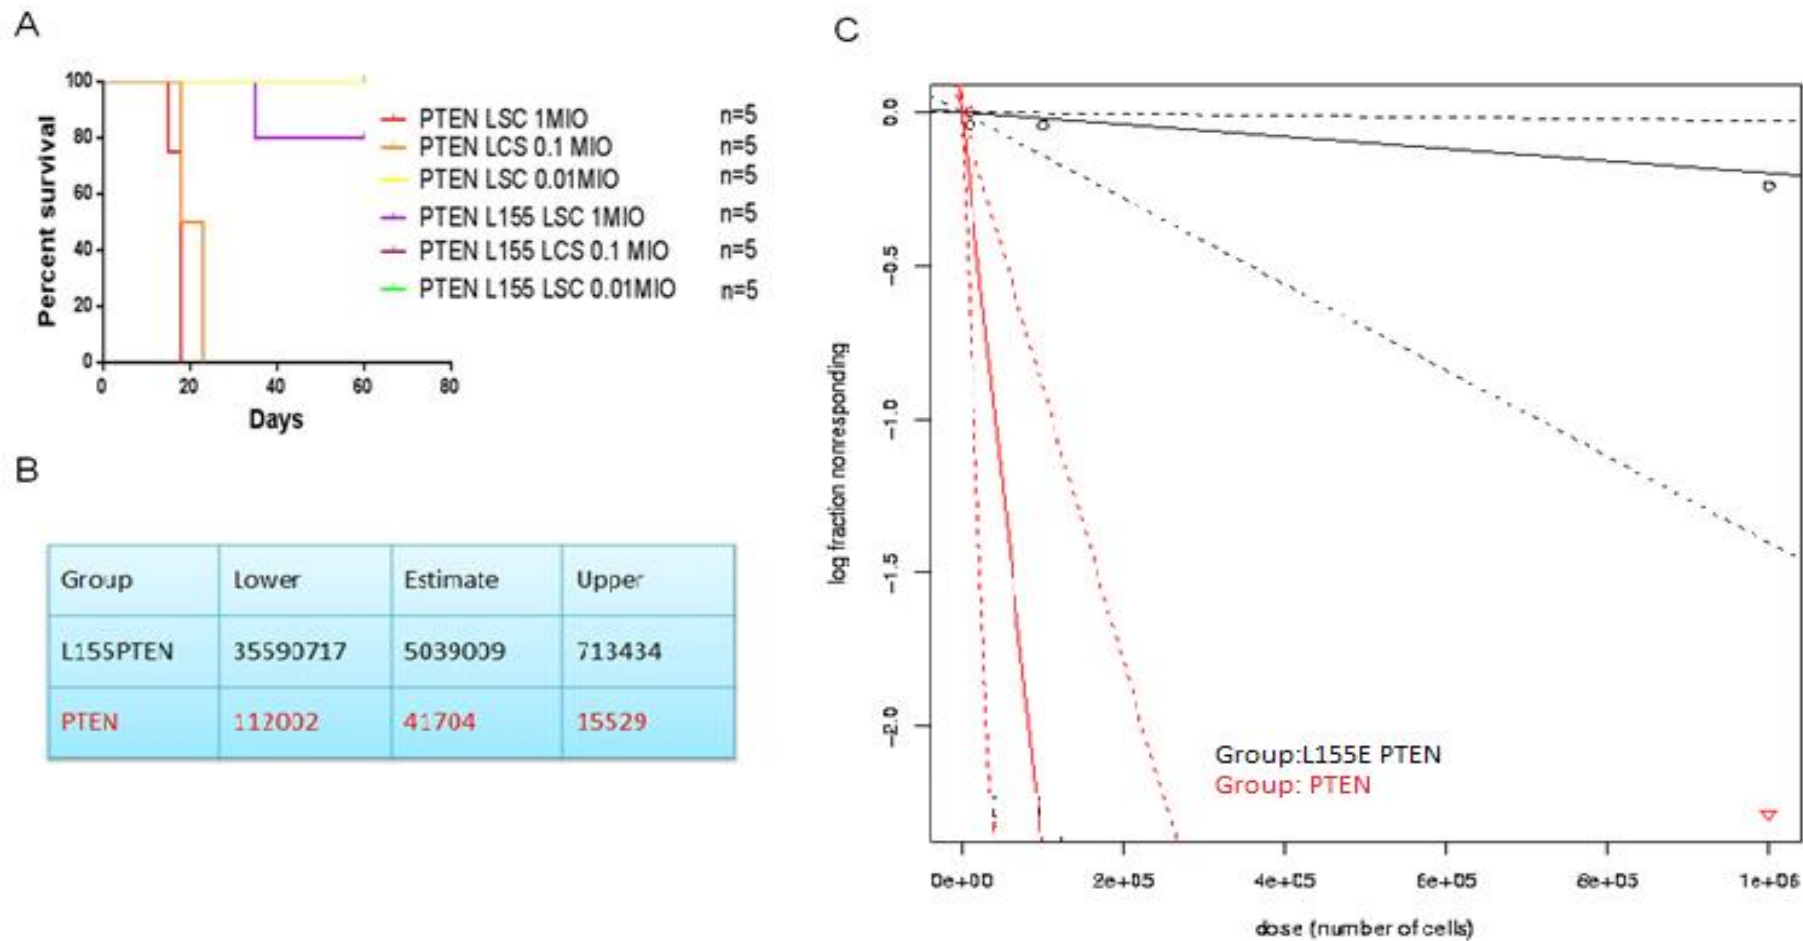 A
Percent survival
100
80
60
40
20
0
0 20 40 60 80
Days
PTEN LSC 1MIO n=5
PTEN LCS 0.1 MIO n=5
PTEN LSC 0.01MIO n=5
PTEN L155 LSC 1MIO n=5
PTEN L155 LCS 0.1 MIO n=5
PTEN L155 LSC 0.01MIO n=5
B
Group Lower Estimate Upper
L155PTEN 35590717 5039009 713434
PTEN 112002 41704 15529
C
log fraction nonresponding
0.0
-0.5
-1.0
-1.5
-2.0
Group:L155E PTEN
Group: PTEN
0e+00 2e+05 4e+05 6e+05 8e+05 1e+06
dose (number of cells)